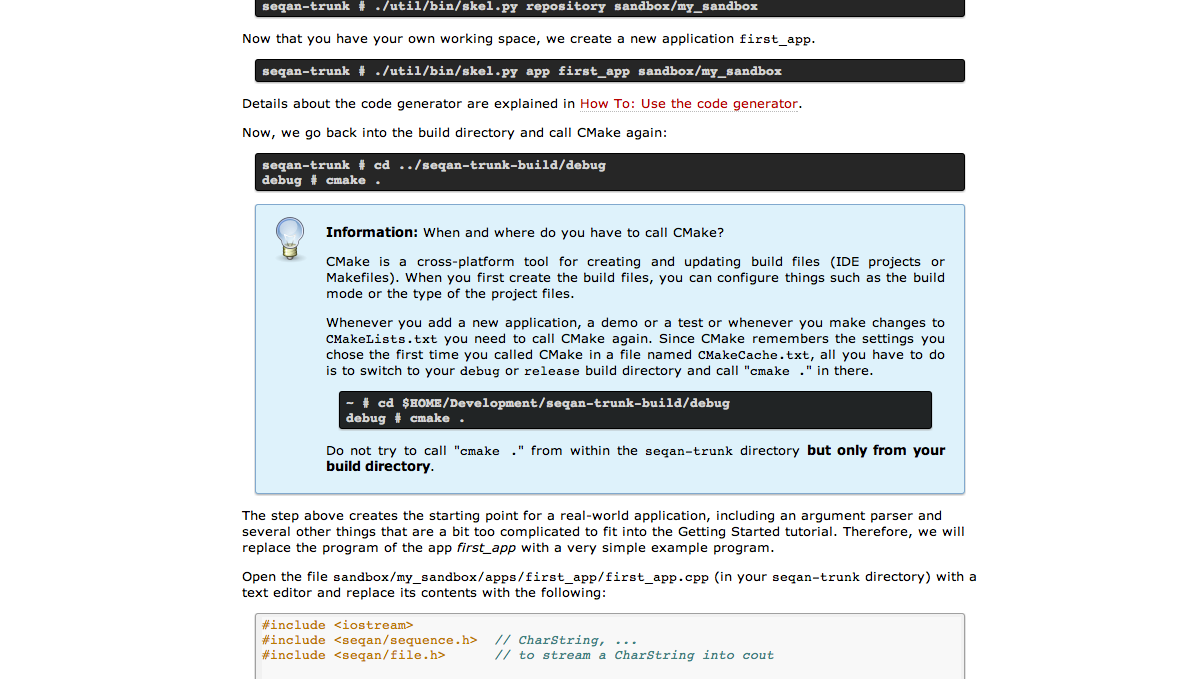 seqan-trunk # ./util/bin/skel.py repository sandbox/my_sandbox
Now that you have your own working space, we create a new application first_app.
seqan-trunk # ./util/bin/skel.py app first_app sandbox/my_sandbox
Details about the code generator are explained in How To: Use the code generator.
Now, we go back into the build directory and call CMake again:
seqan-trunk # cd ../seqan-trunk-build/debug
debug # cmake .
Information: When and where do you have to call CMake?
CMake is a cross-platform tool for creating and updating build files (IDE projects or
Makefiles). When you first create the build files, you can configure things such as the build
mode or the type of the project files.
Whenever you add a new application, a demo or a test or whenever you make changes to
CMakeLists.txt you need to call CMake again. Since CMake remembers the settings you
chose the first time you called CMake in a file named CMakeCache.txt, all you have to do
is to switch to your debug or release build directory and call "cmake ." in there.
~ # cd $HOME/Development/seqan-trunk-build/debug
debug # cmake .
Do not try to call "cmake ." from within the seqan-trunk directory but only from your
build directory.
The step above creates the starting point for a real-world application, including an argument parser and
several other things that are a bit too complicated to fit into the Getting Started tutorial. Therefore, we will
replace the program of the app first_app with a very simple example program.
Open the file sandbox/my_sandbox/apps/first_app/first_app.cpp (in your seqan-trunk directory) with a
text editor and replace its contents with the following:
#include <iostream>
#include <seqan/sequence.h>  // CharString, ...
#include <seqan/file.h>      // to stream a CharString into cout